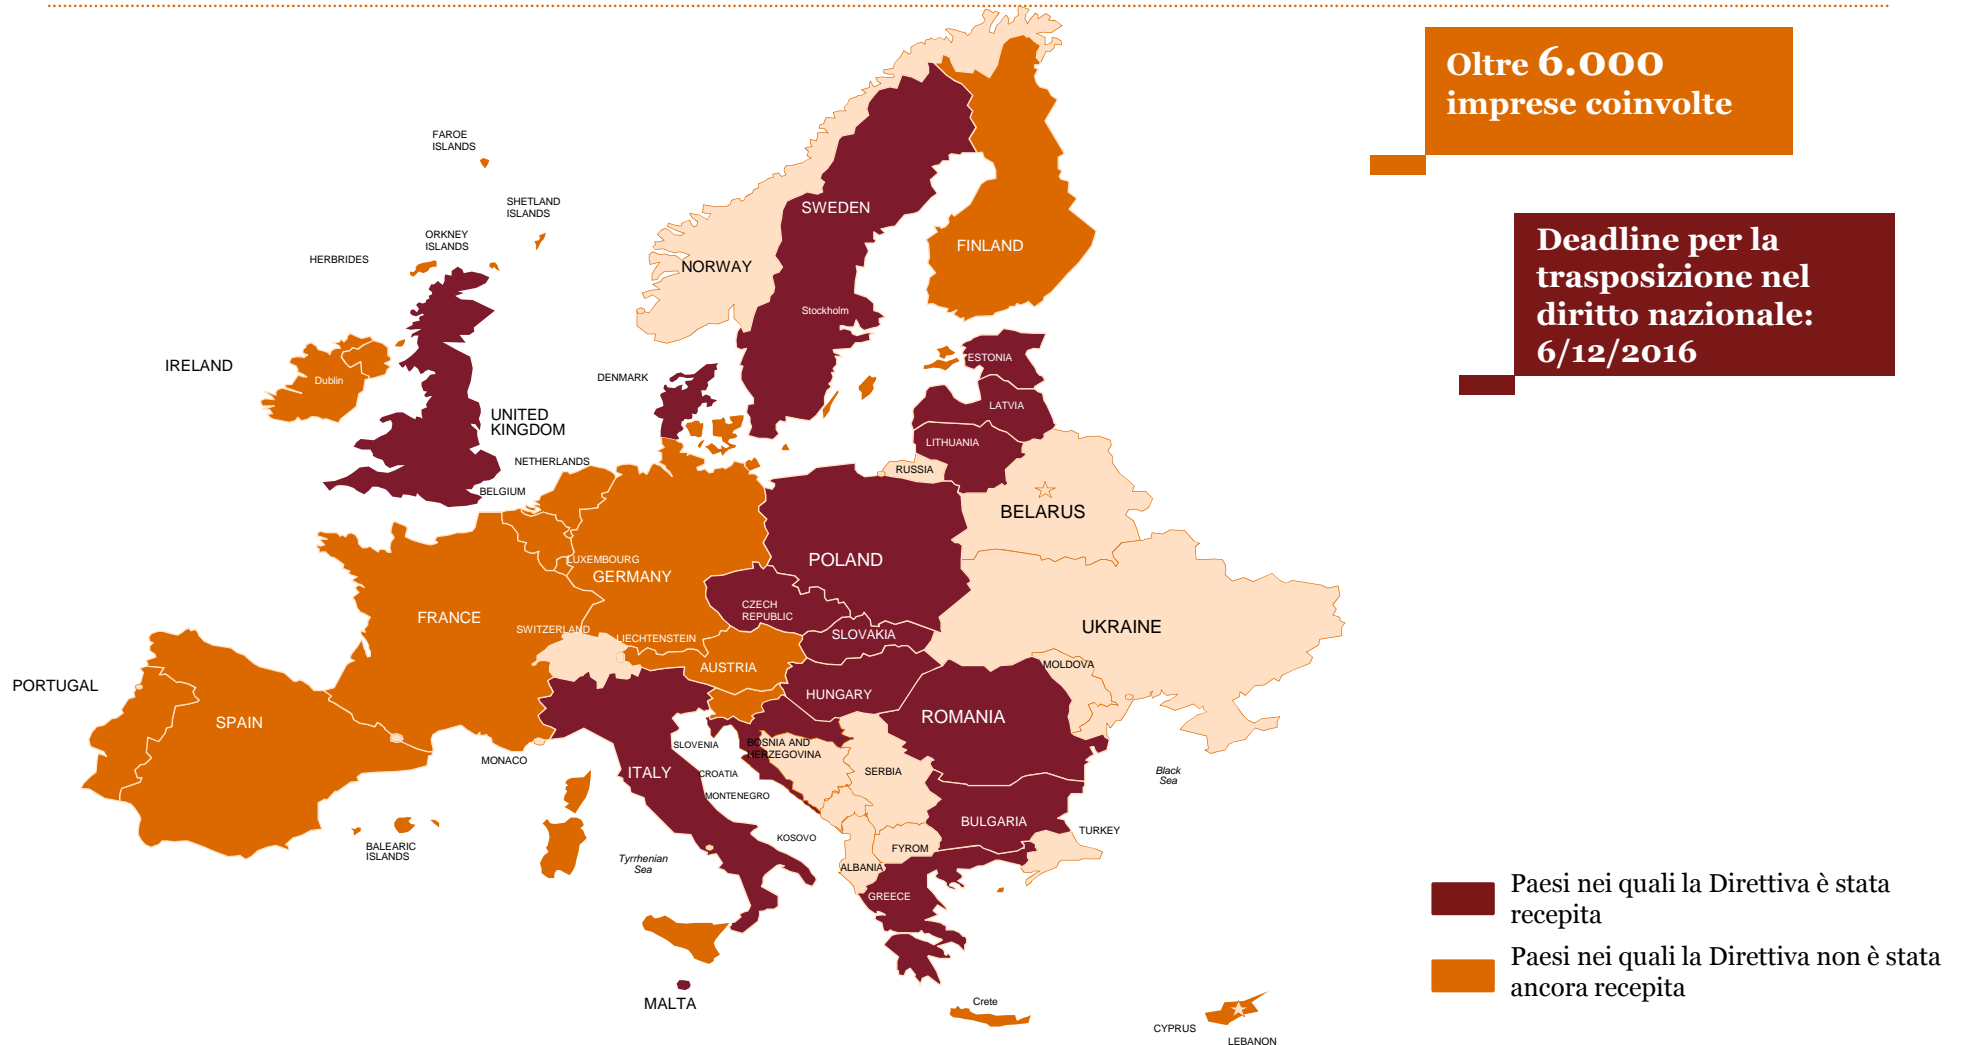 Oltre 6.000
imprese coinvolte
Deadline per la
trasposizione nel
diritto nazionale:
6/12/2016
FAROE
ISLANDS
SHETLAND
ISLANDS
ORKNEY
ISLANDS
HERBRIDES
SWEDEN
FINLAND
NORWAY
Stockholm
IRELAND
Dublin
DENMARK
ESTONIA
LATVIA
UNITED
KINGDOM
LITHUANIA
NETHERLANDS
RUSSIA
BELGIUM
BELARUS
POLAND
LUXEMBOURG
GERMANY
CZECH
REPUBLIC
FRANCE
SWITZERLAND
LIECHTENSTEIN
SLOVAKIA
UKRAINE
AUSTRIA
MOLDOVA
PORTUGAL
HUNGARY
SPAIN
ROMANIA
SLOVENIA
BOSNIA AND
HERZEGOVINA
MONACO
ITALY
CROATIA
SERBIA
Black
Sea
MONTENEGRO
BULGARIA
TURKEY
KOSOVO
BALEARIC
ISLANDS
FYROM
Tyrrhenian
Sea
ALBANIA
GREECE
Paesi nei quali la Direttiva è stata
recepita
Paesi nei quali la Direttiva non è stata
ancora recepita
MALTA
Crete
CYPRUS
LEBANON